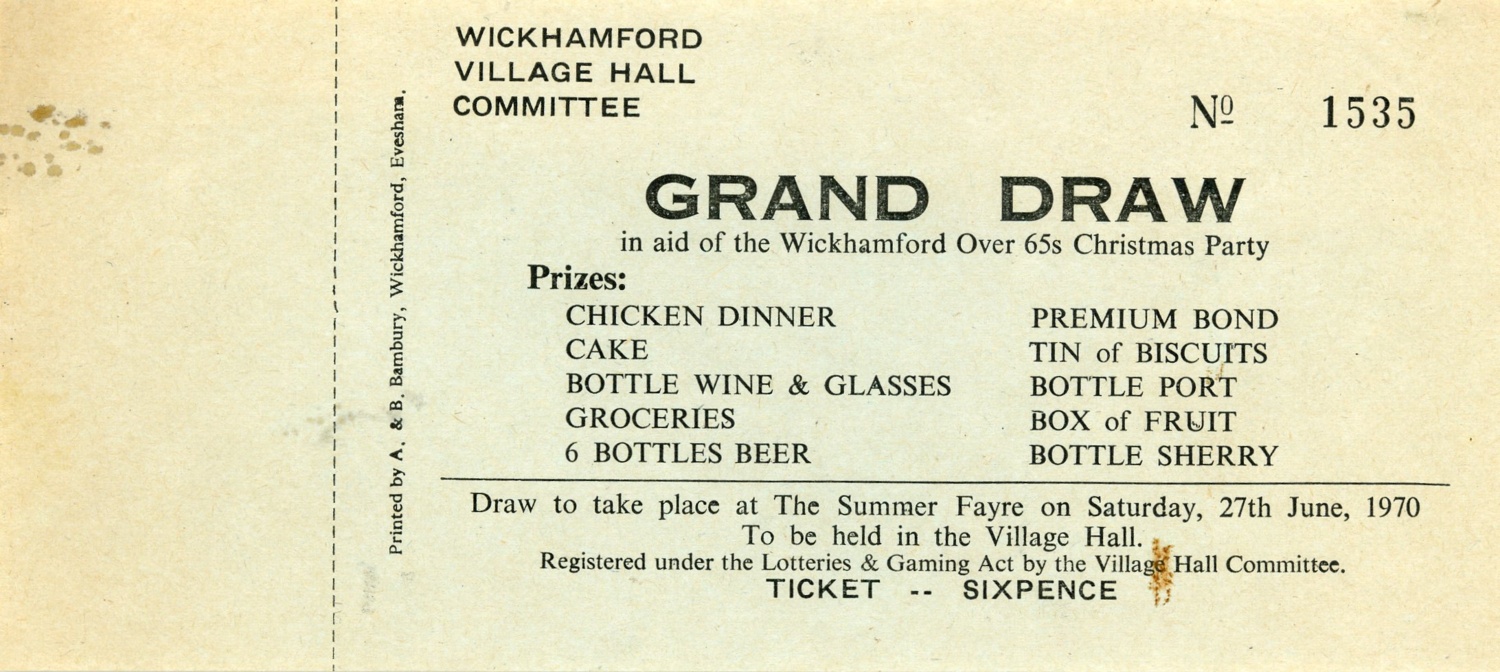 WICKHAMFORD
VILLAGE HALL
COMMITTEE
Nº 1535
GRAND DRAW
in aid of the Wickhamford Over 65s Christmas Party
Prizes:
CHICKEN DINNER PREMIUM BOND
CAKE TIN of BISCUITS
BOTTLE WINE & GLASSES BOTTLE PORT
GROCERIES BOX of FRUIT
6 BOTTLES BEER BOTTLE SHERRY
Draw to take place at The Summer Fayre on Saturday, 27th June, 1970
To be held in the Village Hall.
Registered under the Lotteries & Gaming Act by the Village Hall Committee.
TICKET -- SIXPENCE
Printed by A. & B. Bambury, Wickhamford, Evesham.